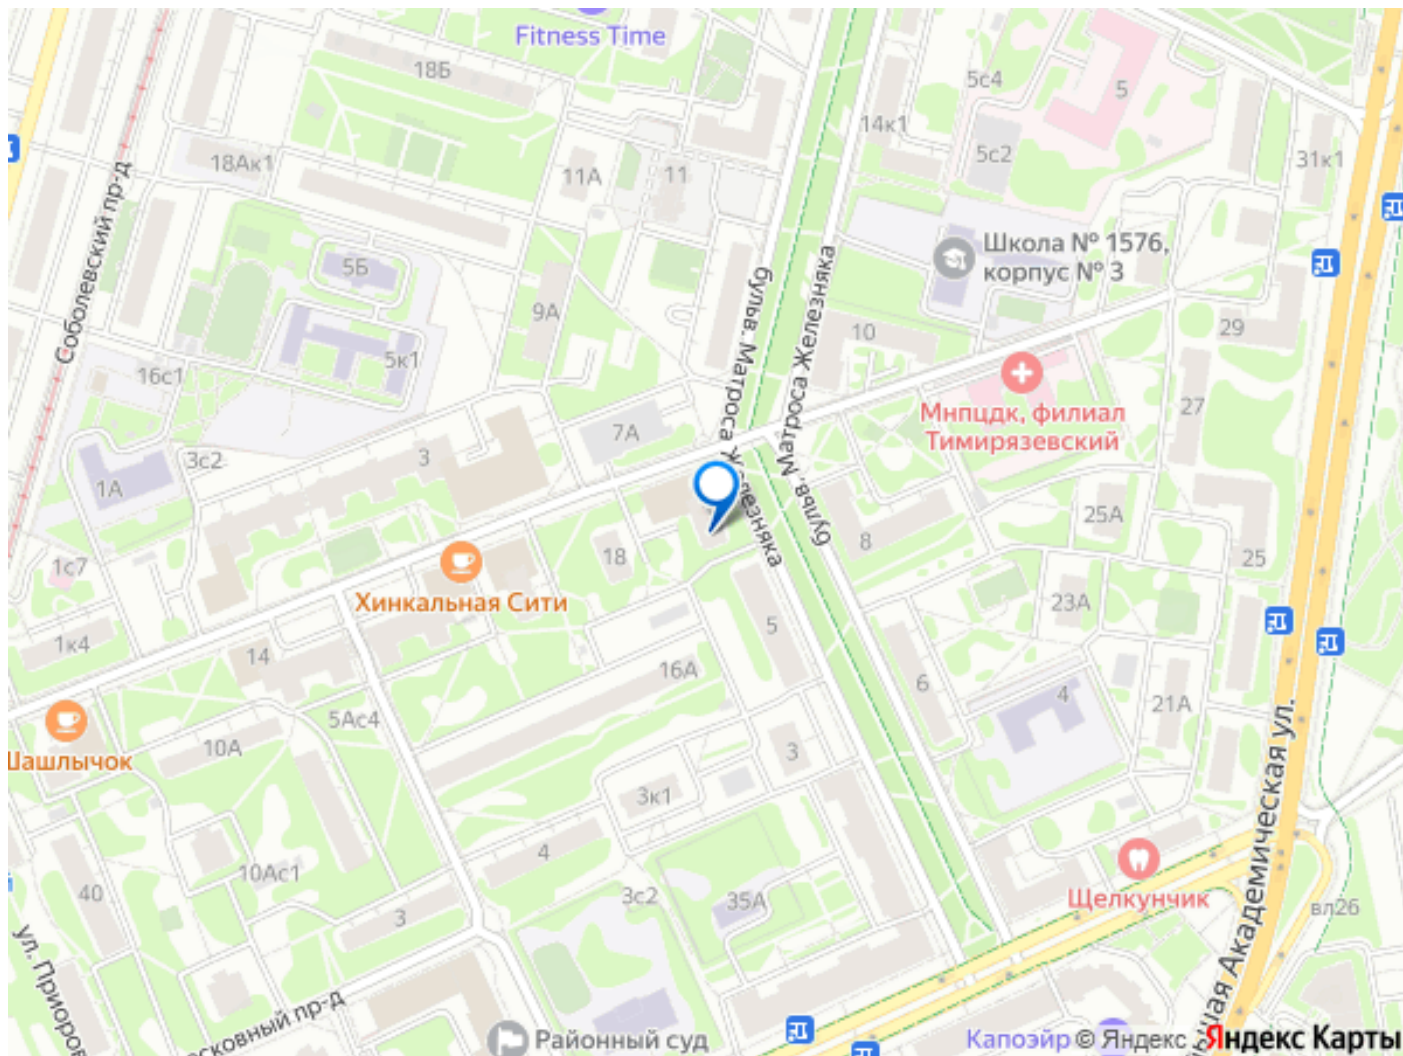 Fitness Time
18Б
5с4
5
14к1
5с2
31к1
18Ак1
11А
11
Соболевский пр-д
Школа № 1576,
корпус № 3
5Б
бульв. Матроса Железняка
бульв. Матроса Железняка
9А
10
29
5к1
16с1
Мнпцдк, филиал
Тимирязевский
27
7А
3
3с2
1А
25А
8
18
25
1с7
Хинкальная Сити
23А
5
1к4
14
16А
6
4
21А
5Ас4
10А
Шашлычок
3
3к1
4
10Ас1
Щелкунчик
40
3с2
35А
3
вл26
ул. Приоров
осковный пр-д
ьшая Академическая ул.
Районный суд
Капоэйр © Яндекс Яндекс Карты